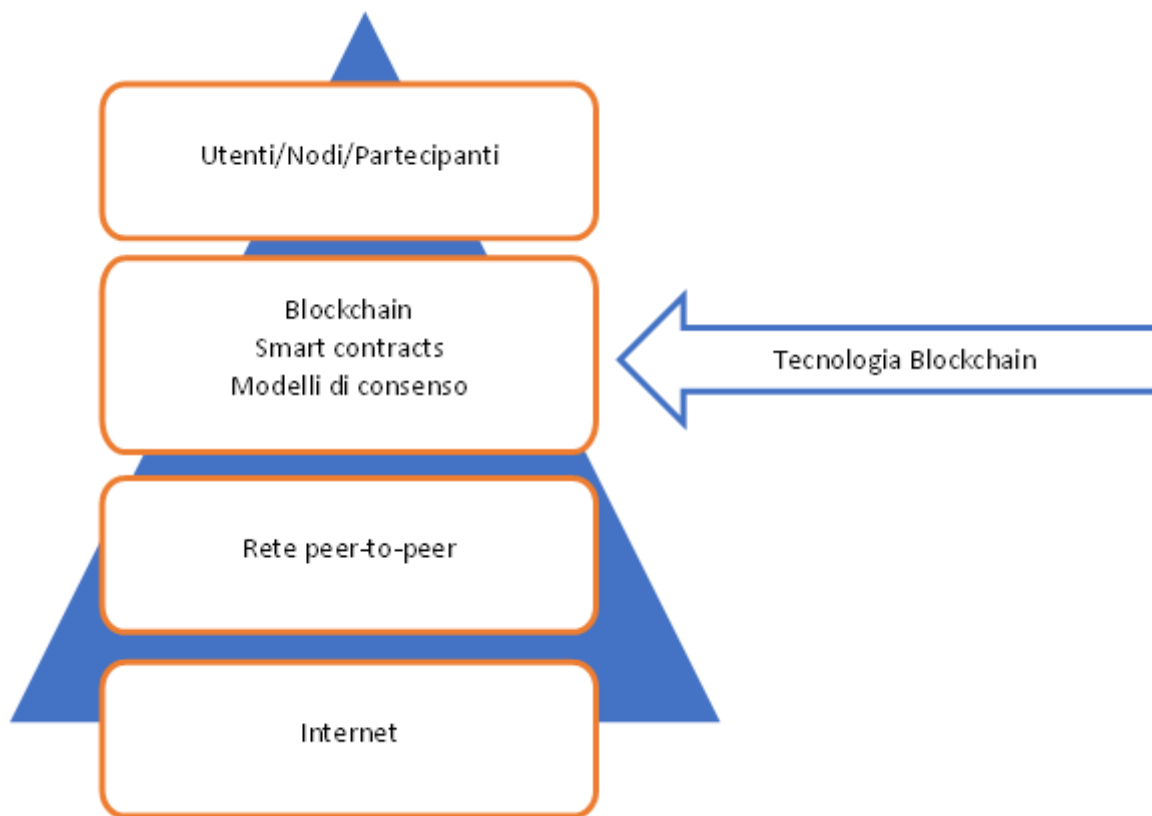 Utenti/Nodi/Partecipanti
Blockchain
Smart contracts
Modelli di consenso
Tecnologia Blockchain
Rete peer-to-peer
Internet